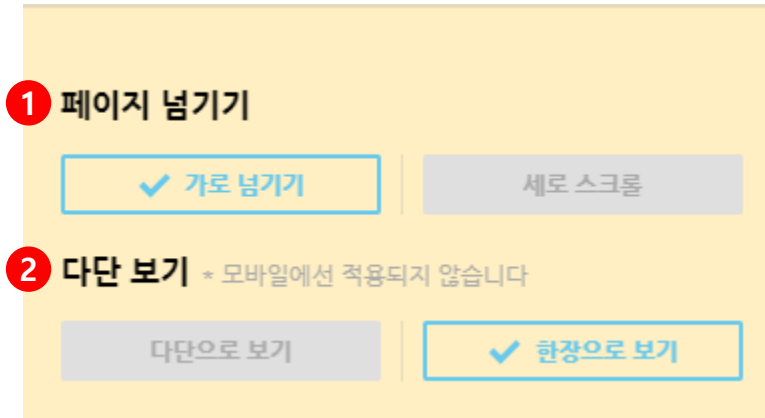 1 페이지 넘기기
✓ 가로 넘기기 세로 스크롤
2 다단 보기 * 모바일에선 적용되지 않습니다
다단으로 보기 ✓ 한장으로 보기